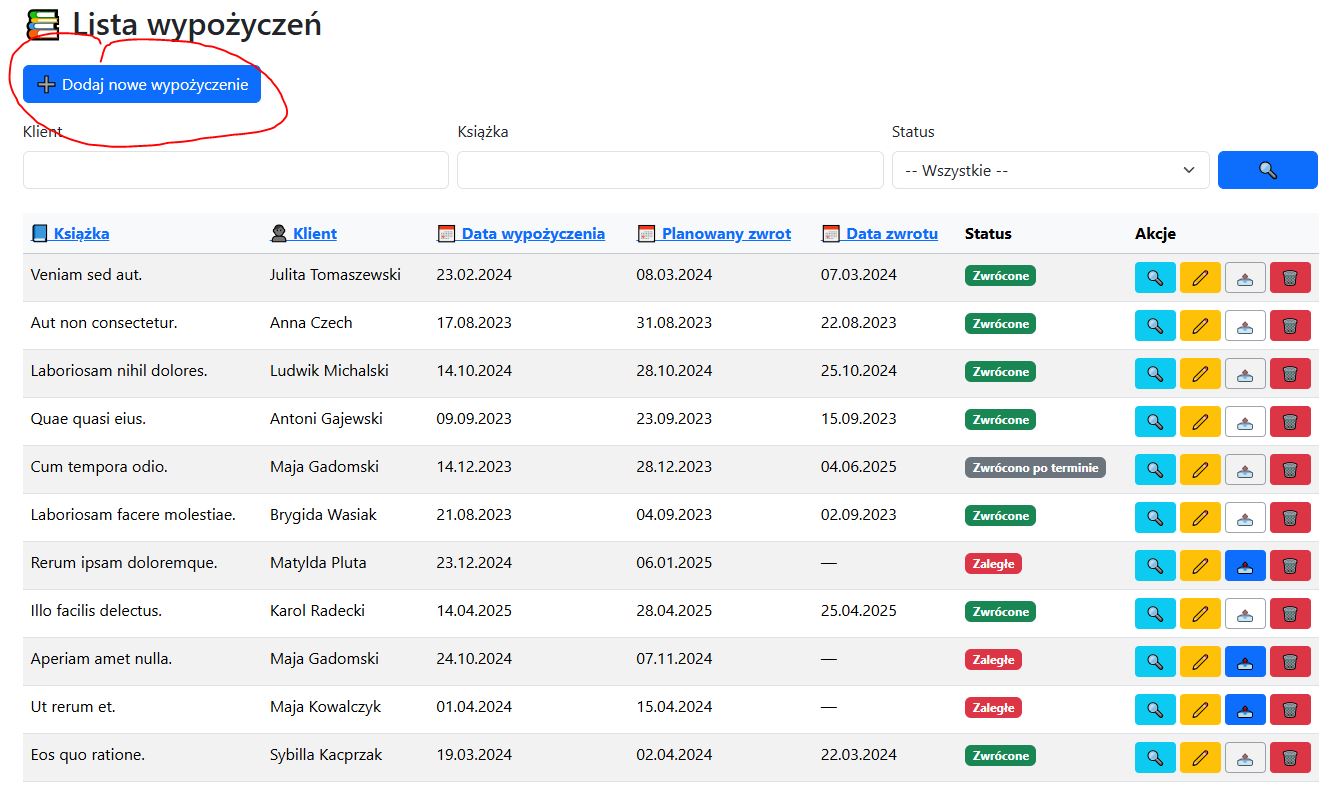 Lista wypożyczeń
Dodaj nowe wypożyczenie
Klient Książka Status
-- Wszystkie --
Książka Klient Data wypożyczenia Planowany zwrot Data zwrotu Status Akcje
Veniam sed aut. Julita Tomaszewski 23.02.2024 08.03.2024 07.03.2024 Zwrócone
Aut non consectetur. Anna Czech 17.08.2023 31.08.2023 22.08.2023 Zwrócone
Laboriosam nihil dolores. Ludwik Michalski 14.10.2024 28.10.2024 25.10.2024 Zwrócone
Quae quasi eius. Antoni Gajewski 09.09.2023 23.09.2023 15.09.2023 Zwrócone
Cum tempora odio. Maja Gadomski 14.12.2023 28.12.2023 04.06.2025 Zwrócono po terminie
Laboriosam facere molestiae. Brygida Wasiak 21.08.2023 04.09.2023 02.09.2023 Zwrócone
Rerum ipsam doloremque. Matylda Pluta 23.12.2024 06.01.2025 — Zaległe
Illo facilis delectus. Karol Radecki 14.04.2025 28.04.2025 25.04.2025 Zwrócone
Aperiam amet nulla. Maja Gadomski 24.10.2024 07.11.2024 — Zaległe
Ut rerum et. Maja Kowalczyk 01.04.2024 15.04.2024 — Zaległe
Eos quo ratione. Sybilla Kacprzak 19.03.2024 02.04.2024 22.03.2024 Zwrócone